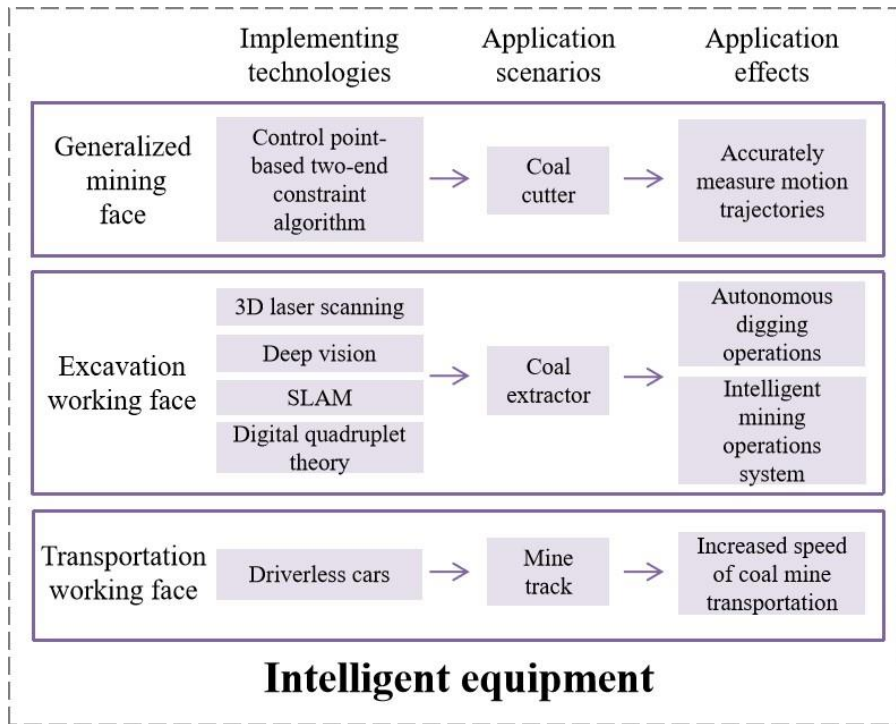 Implementing
technologies
Application
scenarios
Application
effects
Generalized
mining
face
Control point-
based two-end
constraint
algorithm
Coal
cutter
Accurately
measure motion
trajectories
Excavation
working face
3D laser scanning
Deep vision
SLAM
Digital quadruplet
theory
Coal
extractor
Autonomous
digging
operations
Intelligent
mining
operations
system
Transportation
working face
Driverless cars
Mine
track
Increased speed
of coal mine
transportation
Intelligent equipment